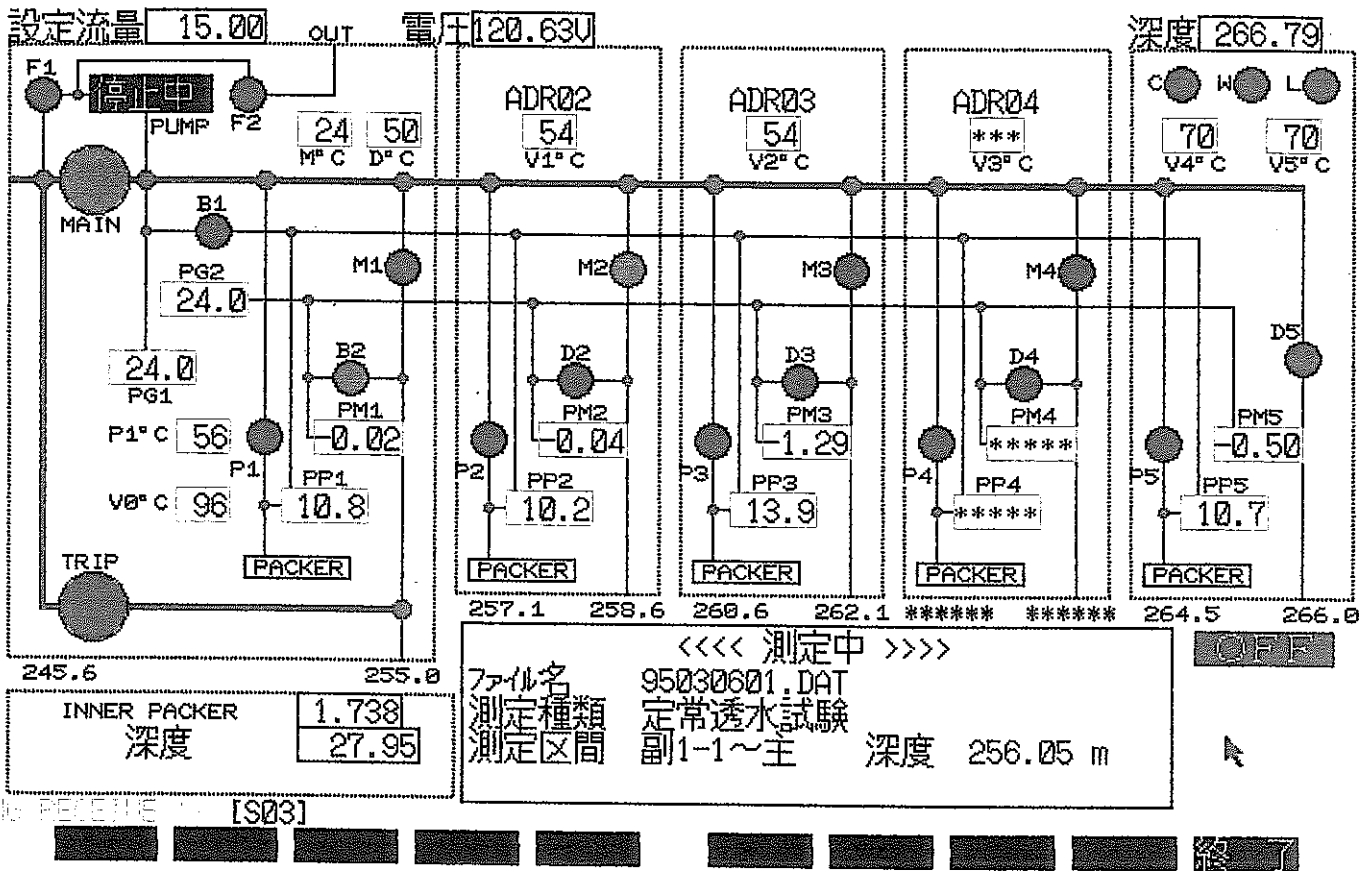 設定流量 15.00 OUT 電圧 120.63V 深度 266.79
F1 停止中 PUMP F2
24 M°C 50 D°C
ADR02 54 V1°C
ADR03 54 V2°C
ADR04 *** V3°C
C W L
70 V4°C 70 V5°C
MAIN B1
PG2 24.0
M1 M2 M3 M4
24.0 PG1
B2 D2 D3 D4 D5
PM1 -0.02
PM2 -0.04
PM3 -1.29
PM4 *****
PM5 -0.50
P1°C 56
P1 P2 P3 P4 P5
V0°C 96
PP1 10.8
PP2 10.2
PP3 13.9
PP4 *****
PP5 10.7
PACKER PACKER PACKER PACKER PACKER
TRIP
257.1 258.6 260.6 262.1 ****** ****** 264.5 266.0
245.6 255.0
<<<< 測定中 >>>>
OFF
ファイル名 95030601.DAT
測定種類 定常透水試験
測定区間 副1-1～主 深度 256.05 m
INNER PACKER 1.738
深度 27.95
[S03]
終 了